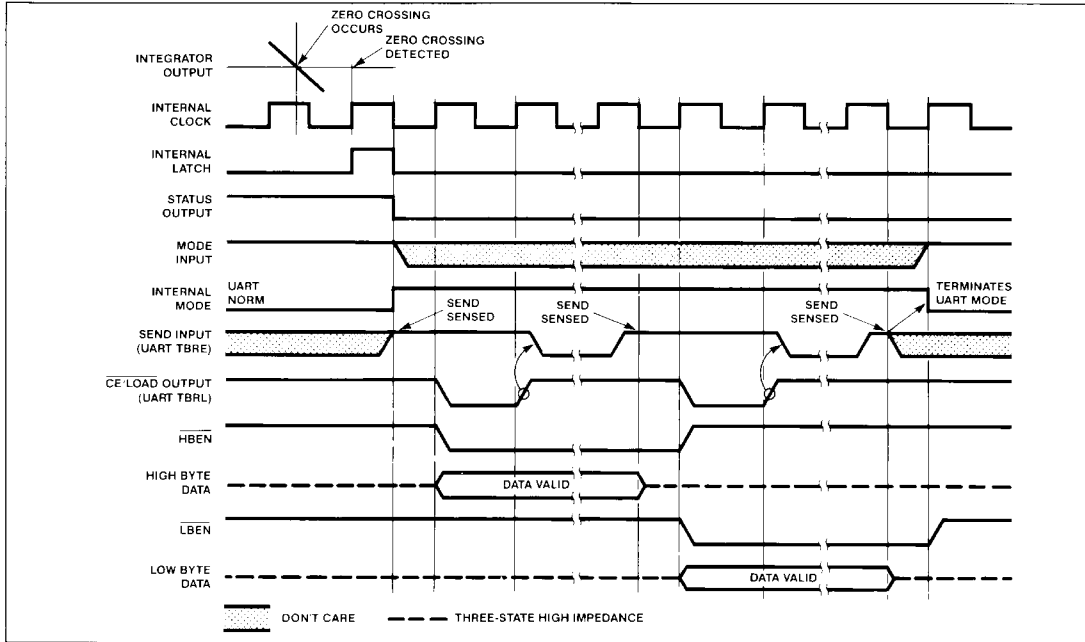 ZERO CROSSING
OCCURS
ZERO CROSSING
DETECTED
INTEGRATOR
OUTPUT
INTERNAL
CLOCK
INTERNAL
LATCH
STATUS
OUTPUT
MODE
INPUT
INTERNAL
MODE
UART
NORM
SEND
SENSED
SEND
SENSED
SEND
SENSED
TERMINATES
UART MODE
SEND INPUT
(UART TBRE)
CE/LOAD OUTPUT
(UART TBRL)
HBEN
HIGH BYTE
DATA
DATA VALID
LBEN
LOW BYTE
DATA
DATA VALID
DON'T CARE
THREE-STATE HIGH IMPEDANCE